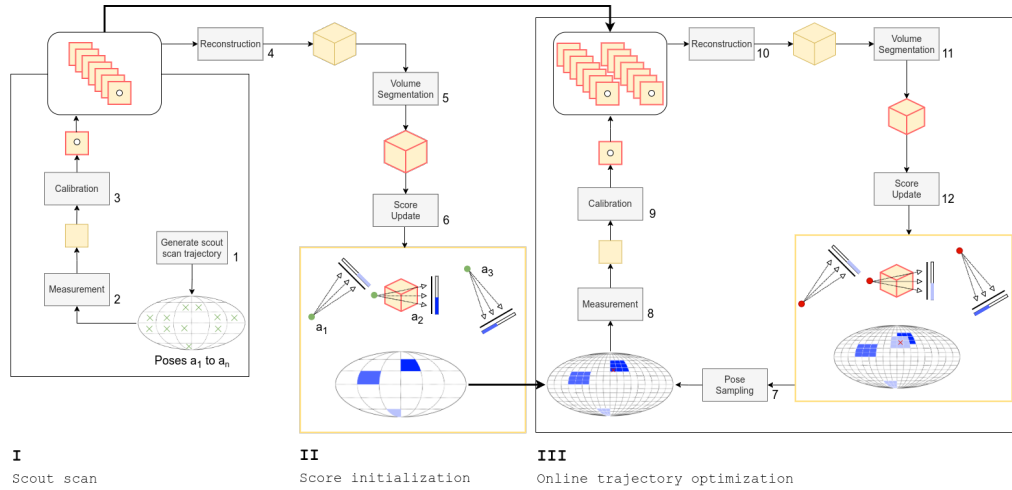 Reconstruction
4
Volume
Segmentation
5
Score
Update
6
Calibration
3
Generate scout
scan trajectory
1
Measurement
2
Poses a1 to an
a1
a2
a3
Reconstruction
10
Volume
Segmentation
11
Calibration
9
Score
Update
12
Measurement
8
Pose
Sampling
7
I
Scout scan
II
Score initialization
III
Online trajectory optimization